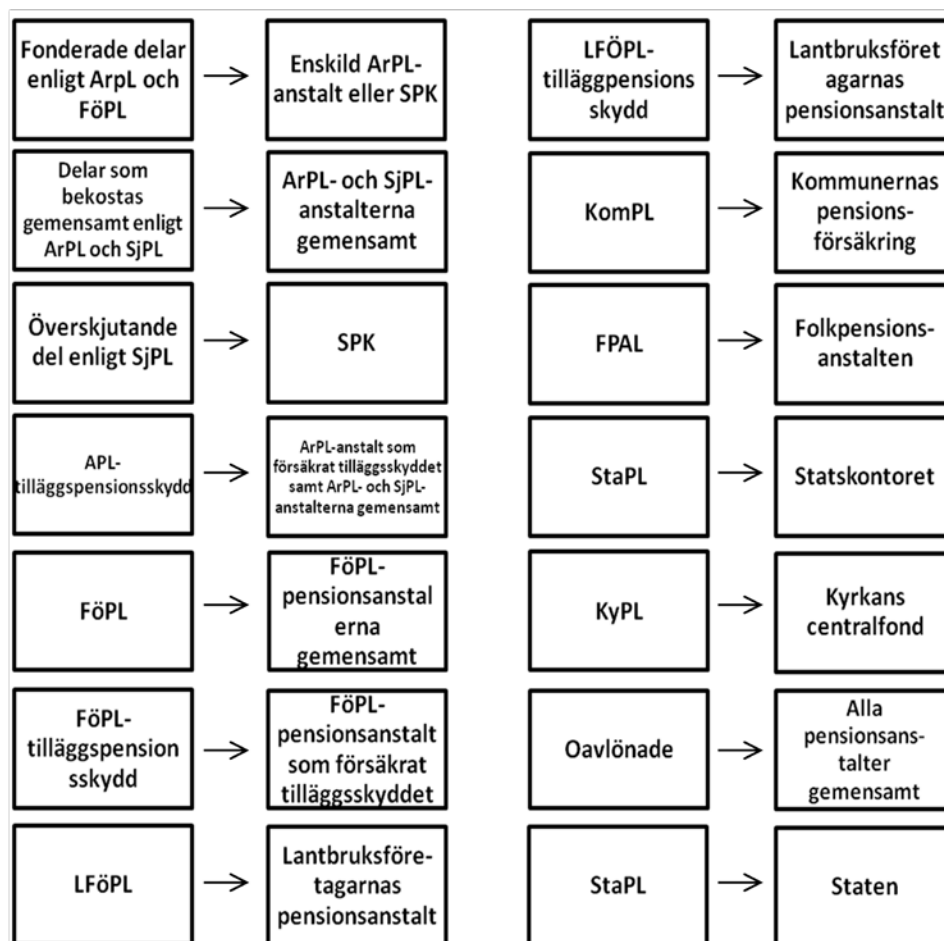 Fonderade delar
enligt ArpL och
FöPL
Enskild ArPL-
anstalt eller SPK
Delar som
bekostas
gemensamt enligt
ArPL och SjPL
ArPL- och SjPL-
anstalterna
gemensamt
Överskjutande
del enligt SjPL
SPK
APL-
tilläggspensionsskydd
ArPL-anstalt som
försäkrat tilläggsskyddet
samt ArPL- och SjPL-
anstalterna gemensamt
FöPL
FöPL-
pensionsanstal
erna
gemensamt
FöPL-
tilläggspension
sskydd
FöPL-
pensionsanstalt
som försäkrat
tilläggsskyddet
LFöPL
Lantbruksföre-
tagarnas
pensionsanstalt
LFÖPL-
tilläggpensions
skydd
Lantbruksföret
agarnas
pensionsanstalt
KomPL
Kommunernas
pensions-
försäkring
FPAL
Folkpensions-
anstalten
StaPL
Statskontoret
KyPL
Kyrkans
centralfond
Oavlönade
Alla
pensionsans-
talter
gemensamt
StaPL
Staten